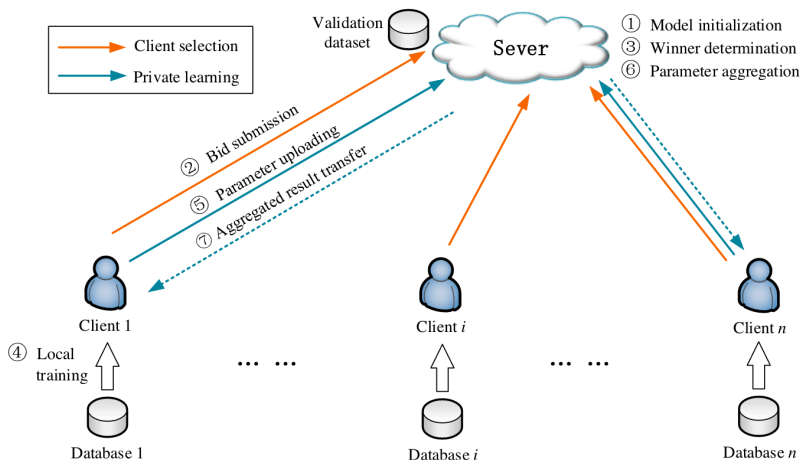 Client selection
Private learning
Validation
dataset
Sever
① Model initialization
③ Winner determination
⑥ Parameter aggregation
② Bid submission
⑤ Parameter uploading
⑦ Aggregated result transfer
Client 1
Client i
Client n
④ Local
training
... ...
... ...
Database 1
Database i
Database n